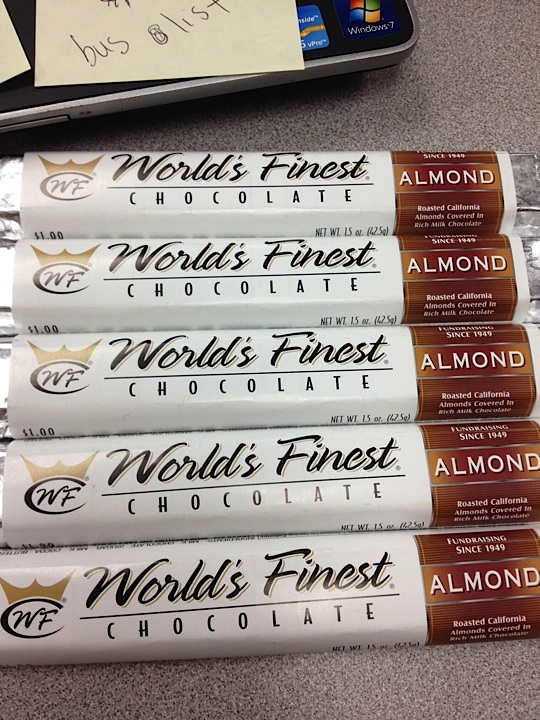 bus list
inside™
vPro™
Windows 7
World's Finest®
CHOCOLATE
WF
$1.00
NET WT. 1.5 oz. (42.5g)
FUNDRAISING
SINCE 1949
ALMOND
Roasted California
Almonds Covered In
Rich Milk Chocolate
World's Finest®
CHOCOLATE
WF
$1.00
NET WT. 1.5 oz. (42.5g)
SINCE 1949
ALMOND
Roasted California
Almonds Covered In
Rich Milk Chocolate
World's Finest®
CHOCOLATE
WF
$1.00
NET WT. 1.5 oz. (42.5g)
FUNDRAISING
SINCE 1949
ALMOND
Roasted California
Almonds Covered In
Rich Milk Chocolate
World's Finest®
CHOCOLATE
WF
NET WT. 1.5 oz. (42.5g)
FUNDRAISING
SINCE 1949
ALMOND
Roasted California
Almonds Covered In
Rich Milk Chocolate
World's Finest®
CHOCOLATE
WF
NET WT. 1.5 oz. (42.5g)
FUNDRAISING
SINCE 1949
ALMOND
Roasted California
Almonds Covered In
Rich Milk Chocolate